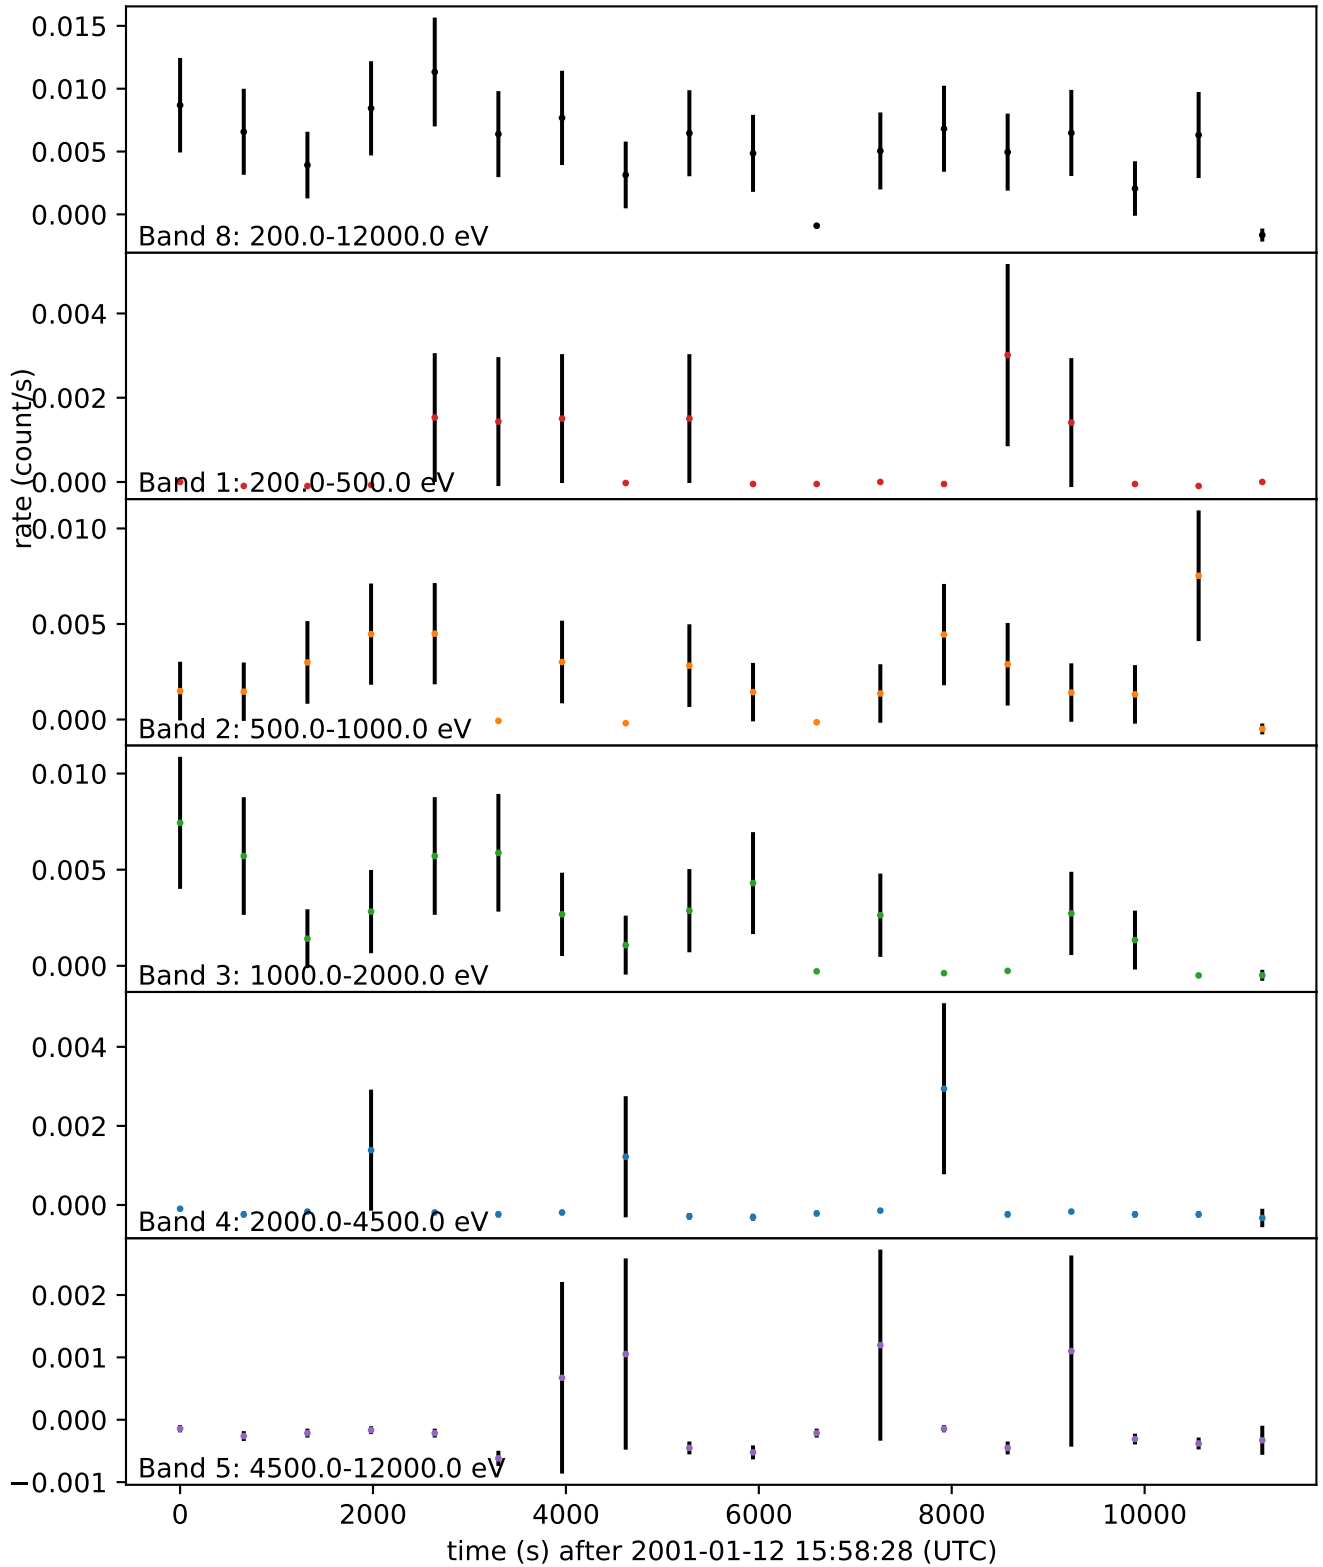 0.015
0.010
0.005
0.000
Band 8: 200.0-12000.0 eV
0.004
0.002
0.000
Band 1: 200.0-500.0 eV
rate (count/s)
0.010
0.005
0.000
Band 2: 500.0-1000.0 eV
0.010
0.005
0.000
Band 3: 1000.0-2000.0 eV
0.004
0.002
0.000
Band 4: 2000.0-4500.0 eV
0.002
0.001
0.000
−0.001
Band 5: 4500.0-12000.0 eV
0 2000 4000 6000 8000 10000
time (s) after 2001-01-12 15:58:28 (UTC)